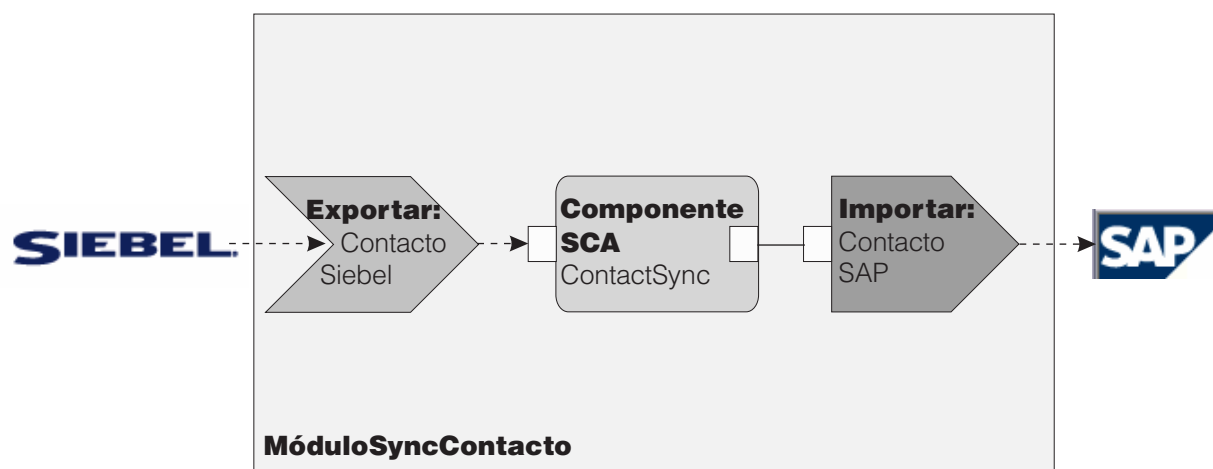 SIEBEL.
Exportar:
Contacto
Siebel
Componente
SCA
ContactSync
Importar:
Contacto
SAP
SAP
MóduloSyncContacto